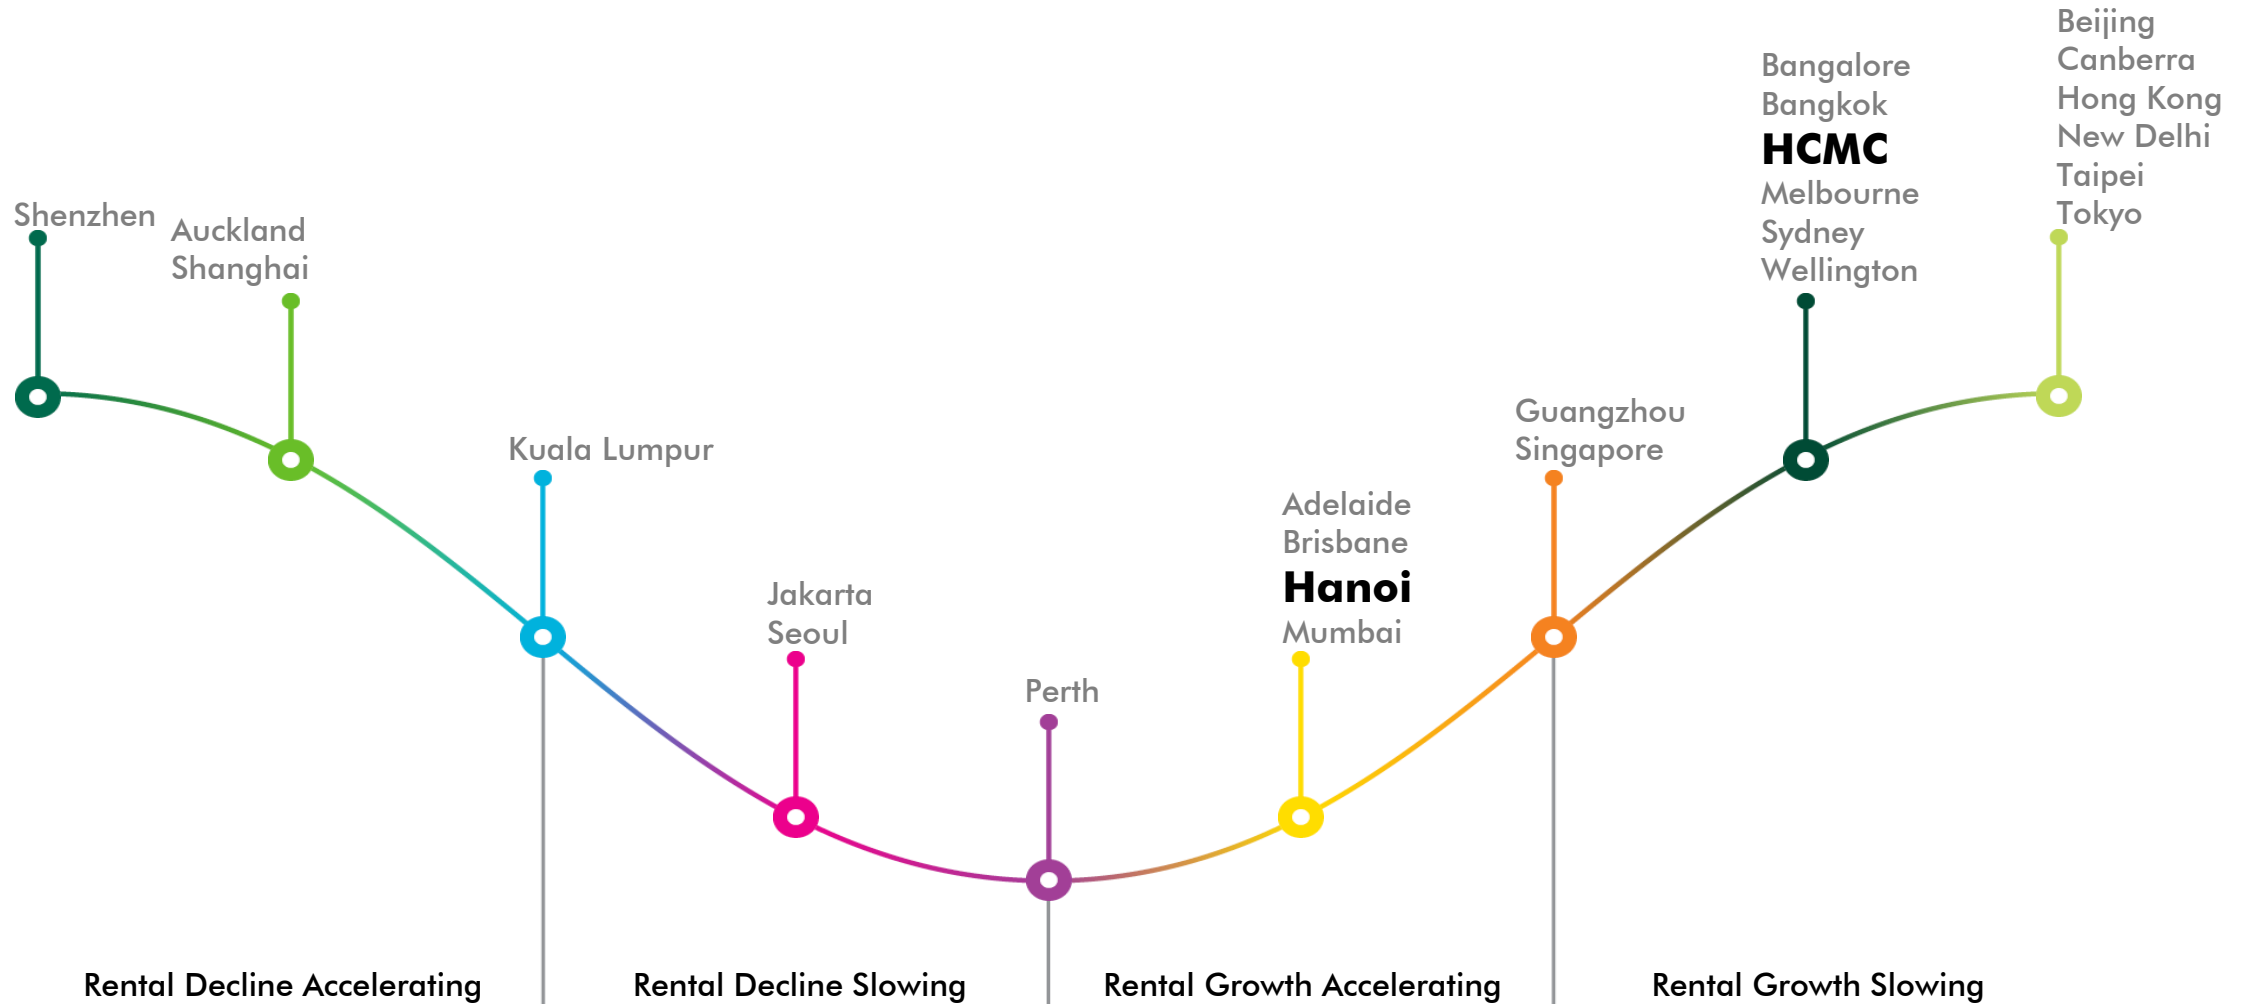 Shenzhen
Auckland
Shanghai
Kuala Lumpur
Jakarta
Seoul
Perth
Adelaide
Brisbane
Hanoi
Mumbai
Guangzhou
Singapore
Bangalore
Bangkok
HCMC
Melbourne
Sydney
Wellington
Beijing
Canberra
Hong Kong
New Delhi
Taipei
Tokyo
Rental Decline Accelerating
Rental Decline Slowing
Rental Growth Accelerating
Rental Growth Slowing